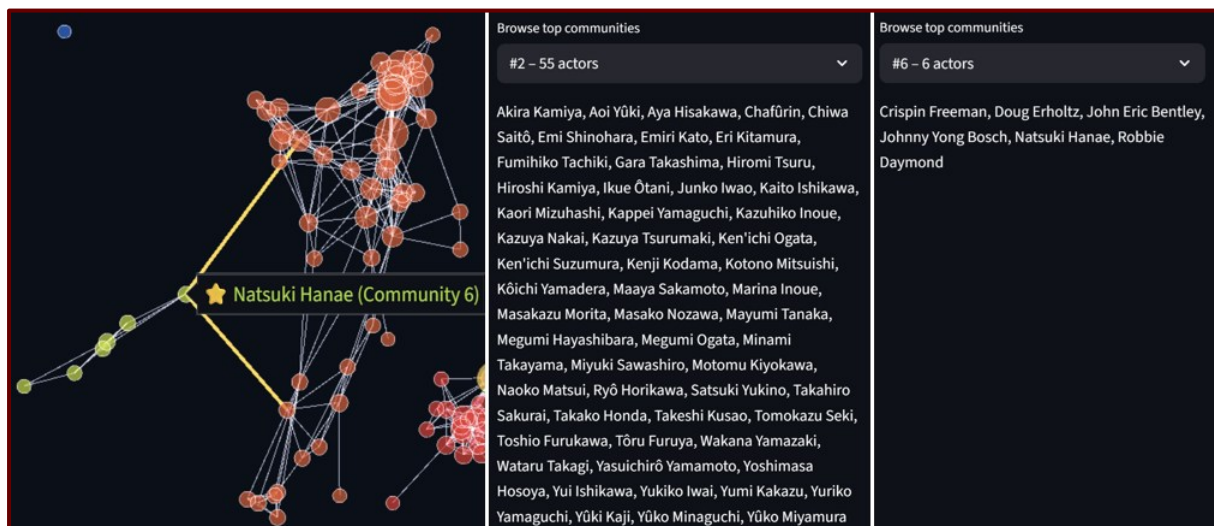 Natsuki Hanae (Community 6)
Browse top communities
#2 – 55 actors
Akira Kamiya, Aoi Yûki, Aya Hisakawa, Chafûrin, Chiwa
Saitô, Emi Shinohara, Emiri Kato, Eri Kitamura,
Fumihiko Tachiki, Gara Takashima, Hiromi Tsuru,
Hiroshi Kamiya, Ikue Ôtani, Junko Iwao, Kaito Ishikawa,
Kaori Mizuhashi, Kappei Yamaguchi, Kazuhiko Inoue,
Kazuya Nakai, Kazuya Tsurumaki, Ken'ichi Ogata,
Ken'ichi Suzumura, Kenji Kodama, Kotono Mitsuishi,
Kôichi Yamadera, Maaya Sakamoto, Marina Inoue,
Masakazu Morita, Masako Nozawa, Mayumi Tanaka,
Megumi Hayashibara, Megumi Ogata, Minami
Takayama, Miyuki Sawashiro, Motomu Kiyokawa,
Naoko Matsui, Ryô Horikawa, Satsuki Yukino, Takahiro
Sakurai, Takako Honda, Takeshi Kusao, Tomokazu Seki,
Toshio Furukawa, Tôru Furuya, Wakana Yamazaki,
Wataru Takagi, Yasuichirô Yamamoto, Yoshimasa
Hosoya, Yui Ishikawa, Yukiko Iwai, Yumi Kakazu, Yuriko
Yamaguchi, Yûki Kaji, Yûko Minaguchi, Yûko Miyamura
Browse top communities
#6 – 6 actors
Crispin Freeman, Doug Erholtz, John Eric Bentley,
Johnny Yong Bosch, Natsuki Hanae, Robbie
Daymond